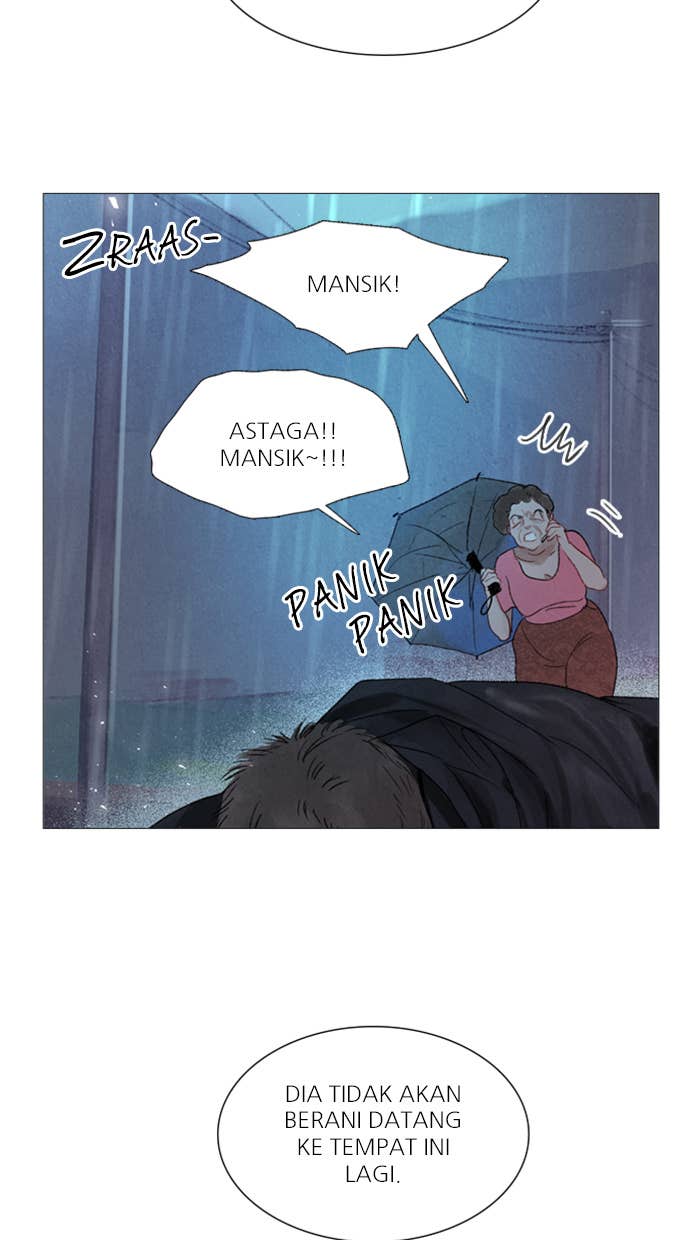 ZRAAS-
MANSIK!
ASTAGA!!
MANSIK~!!!
PANIK
PANIK
DIA TIDAK AKAN
BERANI DATANG
KE TEMPAT INI
LAGI.